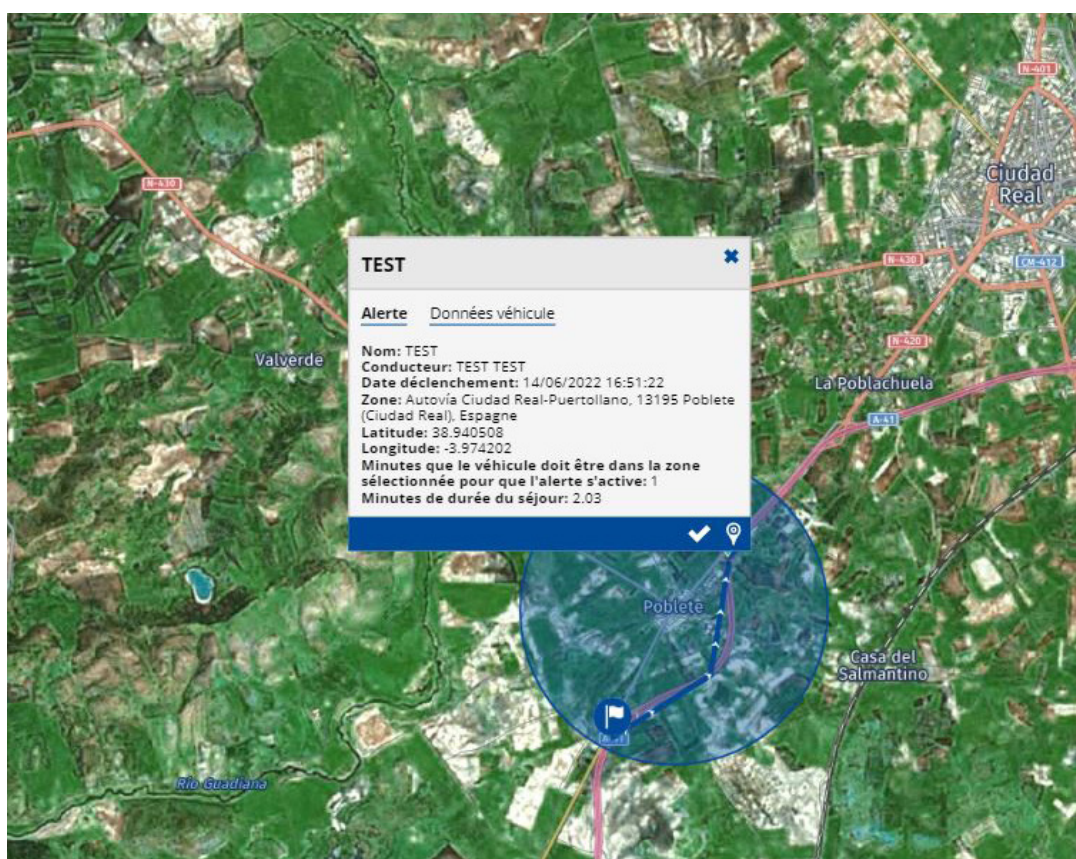 N-401
Ciudad
Real
N-430
N-430
CM-412
TEST
Alerte Données véhicule
Nom: TEST
Conducteur: TEST TEST
Date déclenchement: 14/06/2022 16:51:22
Zone: Autovía Ciudad Real-Puertollano, 13195 Poblete
(Ciudad Real), Espagne
Latitude: 38.940508
Longitude: -3.974202
Minutes que le véhicule doit être dans la zone
sélectionnée pour que l'alerte s'active: 1
Minutes de durée du séjour: 2.03
N-420
Valverde
La Poblachuela
A-41
Poblete
Casa del
Salmantino
A-41
Río Guadiana